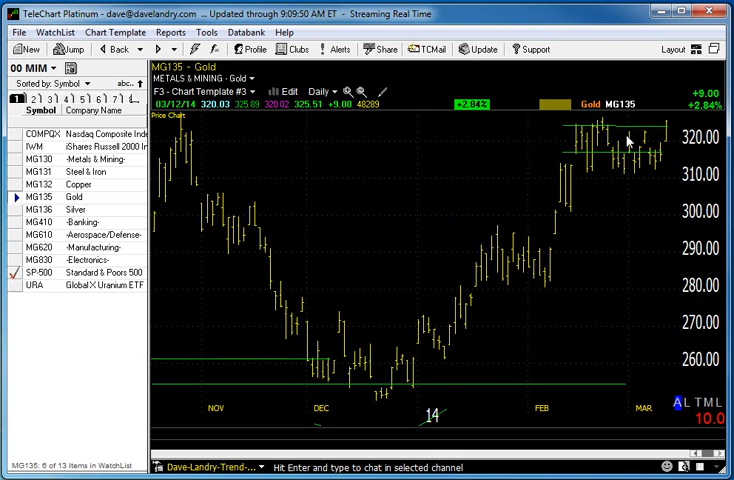 TeleChart Platinum - dave@davelandry.com ... Updated through 9:09:50 AM ET - Streaming Real Time
File WatchList Chart Template Reports Tools Databank Help
New Jump Back Profile Clubs Alerts Share TCMail Update Support Layout
00 MIM
Sorted by: Symbol abc..
1 2 3 4 5 6 7
Symbol Company Name
COMPQX Nasdaq Composite Inde
IWM iShares Russell 2000 In
MG130 -Metals & Mining-
MG131 Steel & Iron
MG132 Copper
MG135 Gold
MG136 Silver
MG410 -Banking-
MG610 -Aerospace/Defense-
MG620 -Manufacturing-
MG830 -Electronics-
SP-500 Standard & Poors 500
URA Global X Uranium ETF
MG135: 6 of 13 Items in WatchList
MG135 - Gold
METALS & MINING - Gold
F3 - Chart Template #3 Edit Daily
03/12/14 320.03 325.89 320.02 325.51 +9.00 48289 +2.84% Gold MG135
+9.00
+2.84%
Price Chart
320.00
310.00
300.00
290.00
280.00
270.00
260.00
NOV DEC 14 FEB MAR
A L T M L
10.0
Dave-Landry-Trend-... Hit Enter and type to chat in selected channel